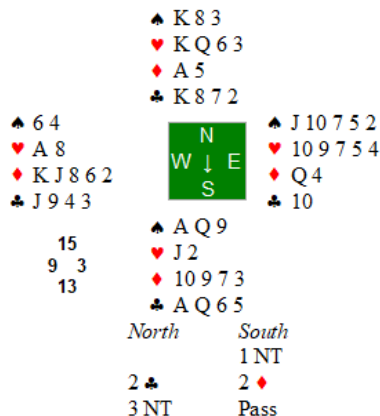 ♠ K 8 3
♥ K Q 6 3
♦ A 5
♣ K 8 7 2
♠ 6 4
♥ A 8
♦ K J 8 6 2
♣ J 9 4 3
N
W ↓ E
S
♠ J 10 7 5 2
♥ 10 9 7 5 4
♦ Q 4
♣ 10
♠ A Q 9
♥ J 2
♦ 10 9 7 3
♣ A Q 6 5
15
9 3
13
North South
1 NT
2 ♣ 2 ♦
3 NT Pass